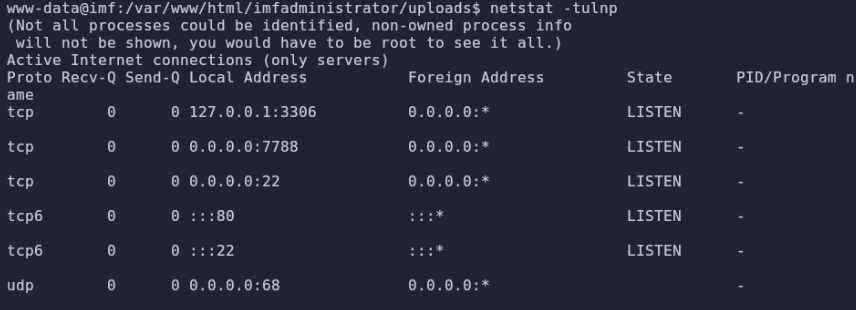 www-data@imf:/var/www/html/imfadministrator/uploads$ netstat -tulnp
(Not all processes could be identified, non-owned process info
 will not be shown, you would have to be root to see it all.)
Active Internet connections (only servers)
Proto Recv-Q Send-Q Local Address           Foreign Address         State       PID/Program n
ame
tcp        0      0 127.0.0.1:3306          0.0.0.0:*               LISTEN      -
tcp        0      0 0.0.0.0:7788            0.0.0.0:*               LISTEN      -
tcp        0      0 0.0.0.0:22              0.0.0.0:*               LISTEN      -
tcp6       0      0 :::80                   :::*                    LISTEN      -
tcp6       0      0 :::22                   :::*                    LISTEN      -
udp        0      0 0.0.0.0:68              0.0.0.0:*                           -